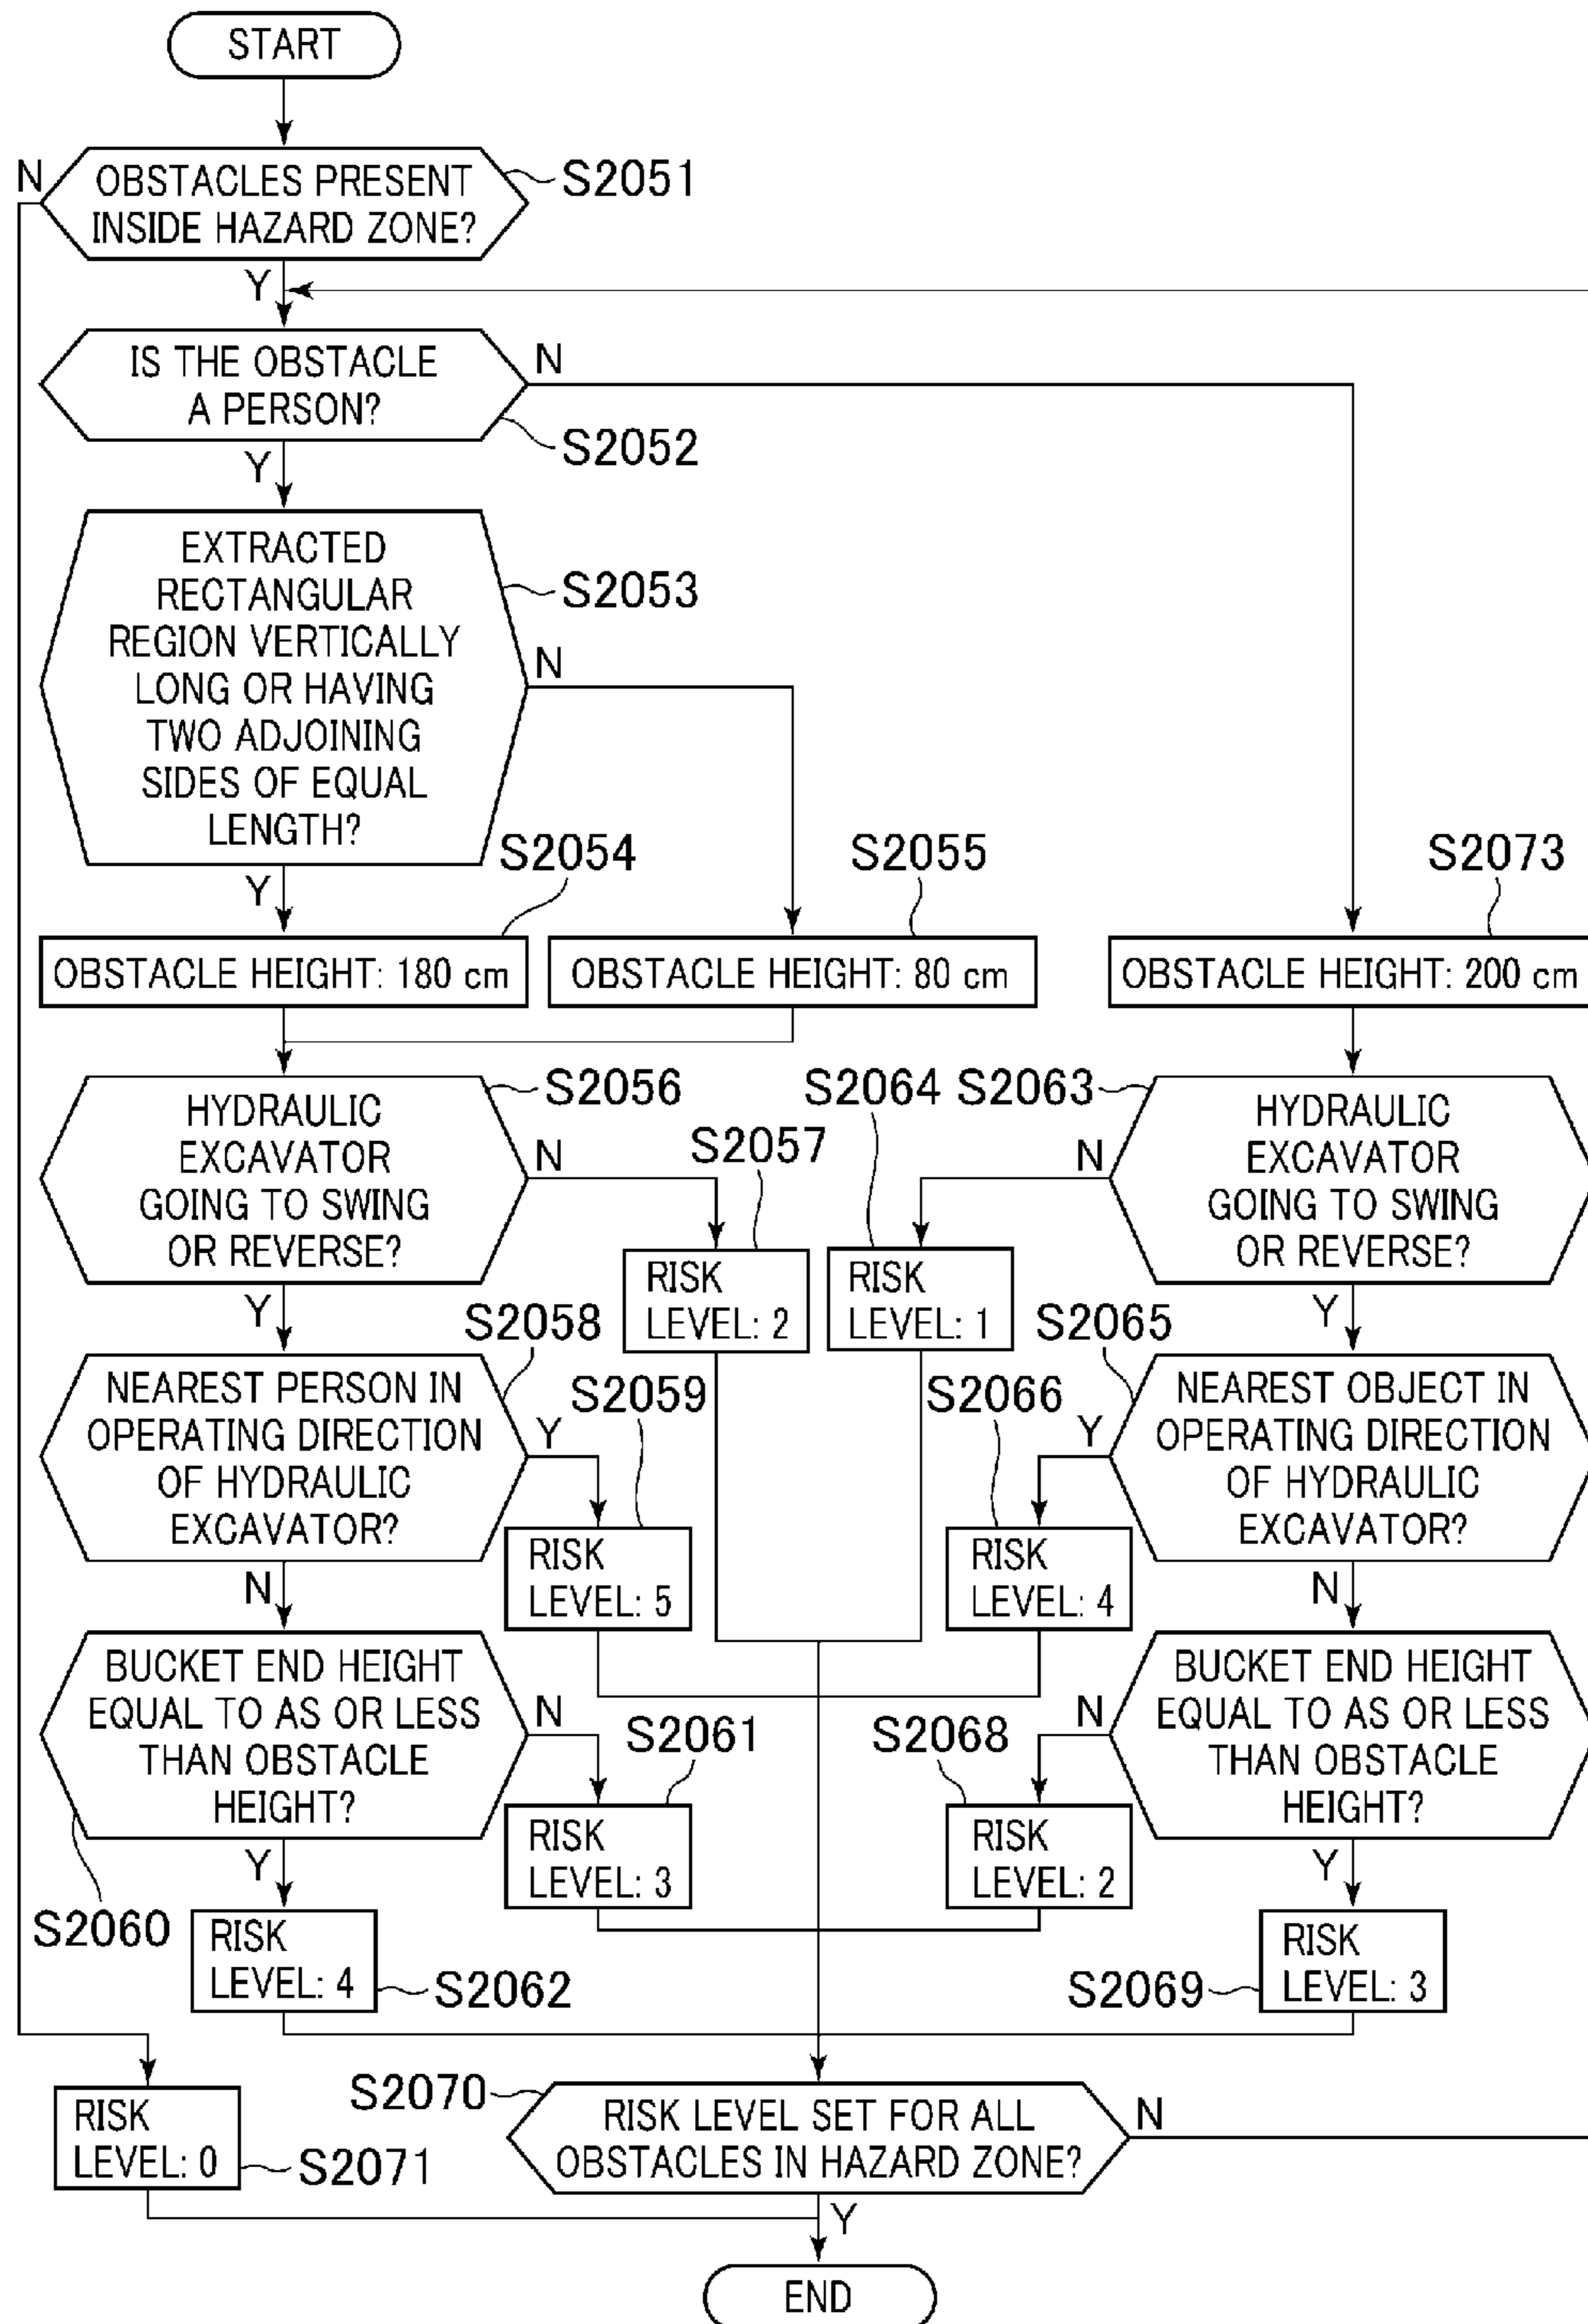 START
N
OBSTACLES PRESENT
INSIDE HAZARD ZONE?
S2051
Y
IS THE OBSTACLE
A PERSON?
N
S2052
Y
EXTRACTED
RECTANGULAR
REGION VERTICALLY
LONG OR HAVING
TWO ADJOINING
SIDES OF EQUAL
LENGTH?
S2053
N
Y
S2054
S2055
S2073
OBSTACLE HEIGHT: 180 cm
OBSTACLE HEIGHT: 80 cm
OBSTACLE HEIGHT: 200 cm
HYDRAULIC
EXCAVATOR
GOING TO SWING
OR REVERSE?
S2056
N
Y
S2057
RISK
LEVEL: 2
S2064
RISK
LEVEL: 1
S2063
N
HYDRAULIC
EXCAVATOR
GOING TO SWING
OR REVERSE?
Y
S2058
NEAREST PERSON IN
OPERATING DIRECTION
OF HYDRAULIC
EXCAVATOR?
Y
N
S2059
RISK
LEVEL: 5
S2066
RISK
LEVEL: 4
S2065
Y
NEAREST OBJECT IN
OPERATING DIRECTION
OF HYDRAULIC
EXCAVATOR?
N
BUCKET END HEIGHT
EQUAL TO AS OR LESS
THAN OBSTACLE
HEIGHT?
N
Y
S2060
S2061
RISK
LEVEL: 3
S2068
RISK
LEVEL: 2
N
BUCKET END HEIGHT
EQUAL TO AS OR LESS
THAN OBSTACLE
HEIGHT?
Y
RISK
LEVEL: 4
S2062
S2069
RISK
LEVEL: 3
S2070
RISK LEVEL SET FOR ALL
OBSTACLES IN HAZARD ZONE?
N
RISK
LEVEL: 0
S2071
Y
END